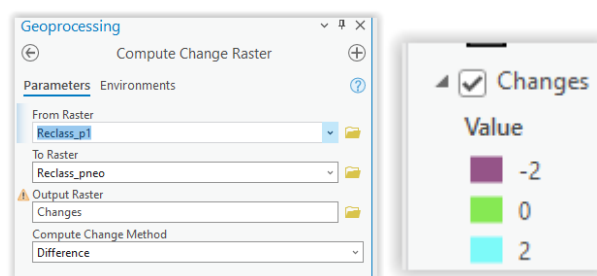 Geoprocessing
Compute Change Raster
Parameters Environments
From Raster
Reclass_p1
To Raster
Reclass_pneo
Output Raster
Changes
Compute Change Method
Difference
Changes
Value
-2
0
2